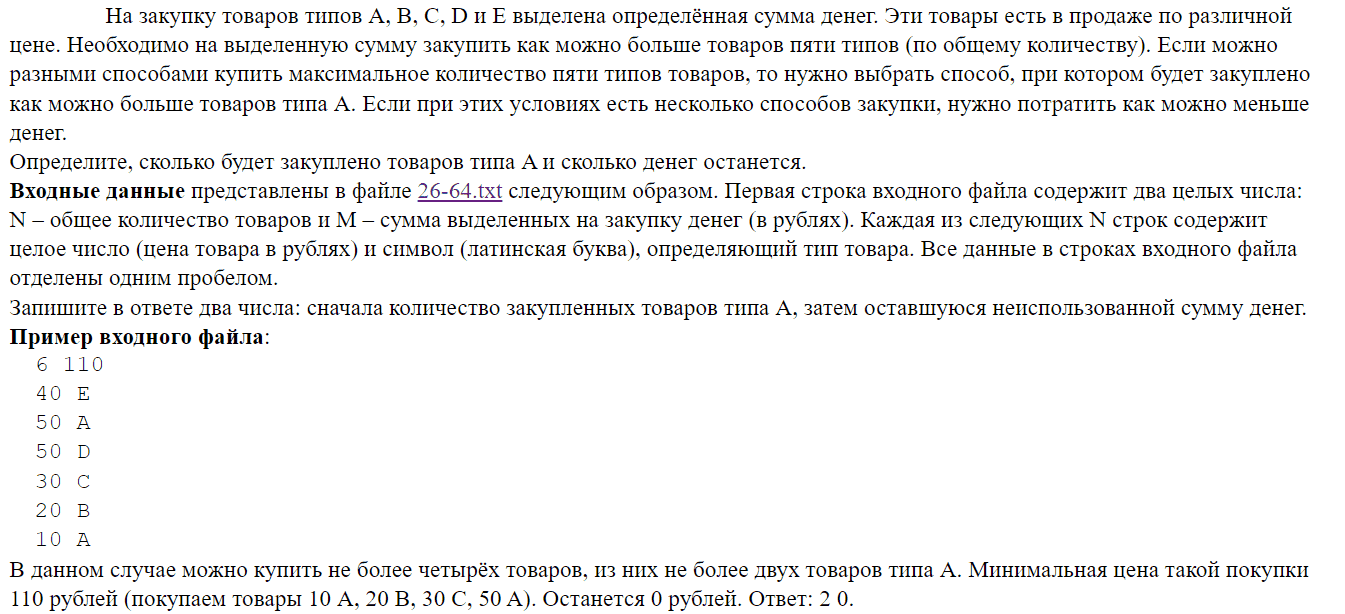 На закупку товаров типов A, B, C, D и E выделена определённая сумма денег. Эти товары есть в продаже по различной
цене. Необходимо на выделенную сумму закупить как можно больше товаров пяти типов (по общему количеству). Если можно
разными способами купить максимальное количество пяти типов товаров, то нужно выбрать способ, при котором будет закуплено
как можно больше товаров типа A. Если при этих условиях есть несколько способов закупки, нужно потратить как можно меньше
денег.
Определите, сколько будет закуплено товаров типа A и сколько денег останется.
Входные данные представлены в файле 26-64.txt следующим образом. Первая строка входного файла содержит два целых числа:
N – общее количество товаров и M – сумма выделенных на закупку денег (в рублях). Каждая из следующих N строк содержит
целое число (цена товара в рублях) и символ (латинская буква), определяющий тип товара. Все данные в строках входного файла
отделены одним пробелом.
Запишите в ответе два числа: сначала количество закупленных товаров типа A, затем оставшуюся неиспользованной сумму денег.
Пример входного файла:
6 110
40 E
50 A
50 D
30 C
20 B
10 A
В данном случае можно купить не более четырёх товаров, из них не более двух товаров типа A. Минимальная цена такой покупки
110 рублей (покупаем товары 10 A, 20 B, 30 C, 50 A). Останется 0 рублей. Ответ: 2 0.